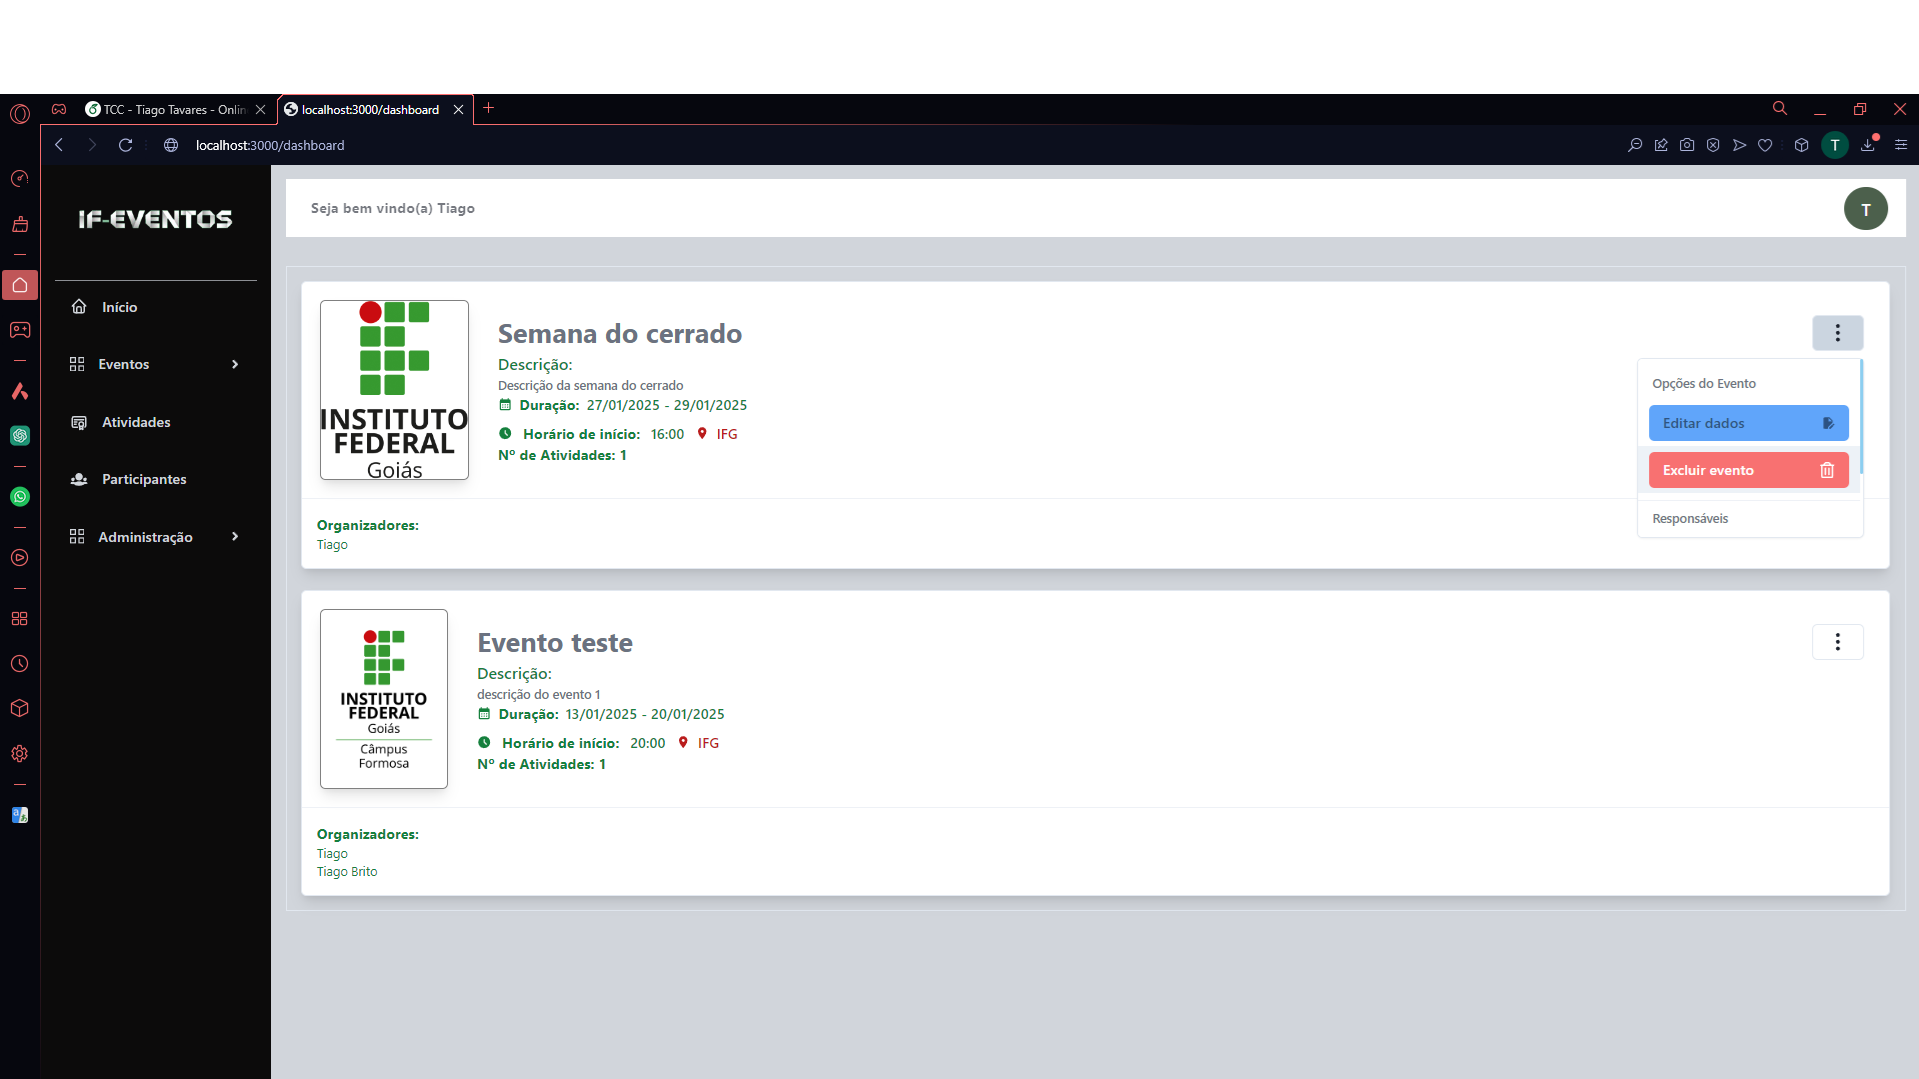 TCC - Tiago Tavares - Onlin
localhost:3000/dashboard
localhost:3000/dashboard
T
IF-EVENTOS
Início
Eventos
Atividades
Participantes
Administração
Seja bem vindo(a) Tiago
T
INSTITUTO
FEDERAL
Goiás
Semana do cerrado
Descrição:
Descrição da semana do cerrado
Duração: 27/01/2025 - 29/01/2025
Horário de início: 16:00 IFG
Nº de Atividades: 1
Opções do Evento
Editar dados
Excluir evento
Responsáveis
Organizadores:
Tiago
INSTITUTO
FEDERAL
Goiás
Câmpus
Formosa
Evento teste
Descrição:
descrição do evento 1
Duração: 13/01/2025 - 20/01/2025
Horário de início: 20:00 IFG
Nº de Atividades: 1
Organizadores:
Tiago
Tiago Brito